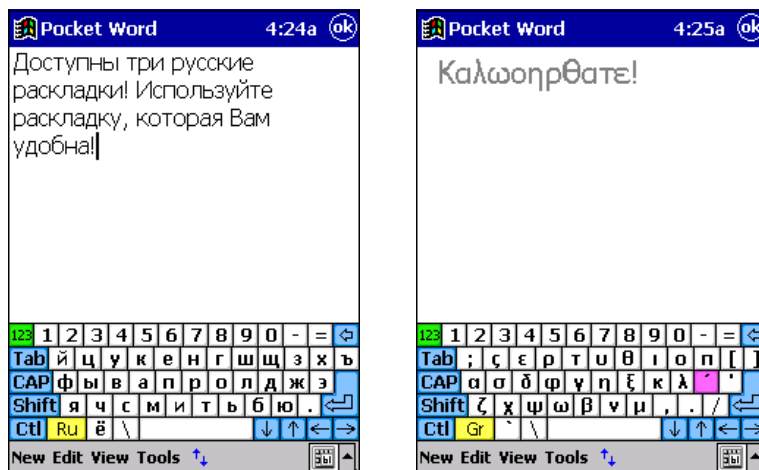 Pocket Word 4:24a ok
Доступны три русские
раскладки! Используйте
раскладку, которая Вам
удобна!
123 1 2 3 4 5 6 7 8 9 0 - =
Tab й ц у к е н г ш щ з х ъ
CAP ф ы в а п р о л д ж э
Shift я ч с м и т ь б ю .
Ctl Ru ё \
New Edit View Tools
Pocket Word 4:25a ok
Καλωοηρθατε!
123 1 2 3 4 5 6 7 8 9 0 - =
Tab ; ς ε ρ τ υ θ ι ο π [ ]
CAP α σ δ φ γ η ξ κ λ ´ '
Shift ζ χ ψ ω β ν μ , . /
Ctl Gr ` \
New Edit View Tools